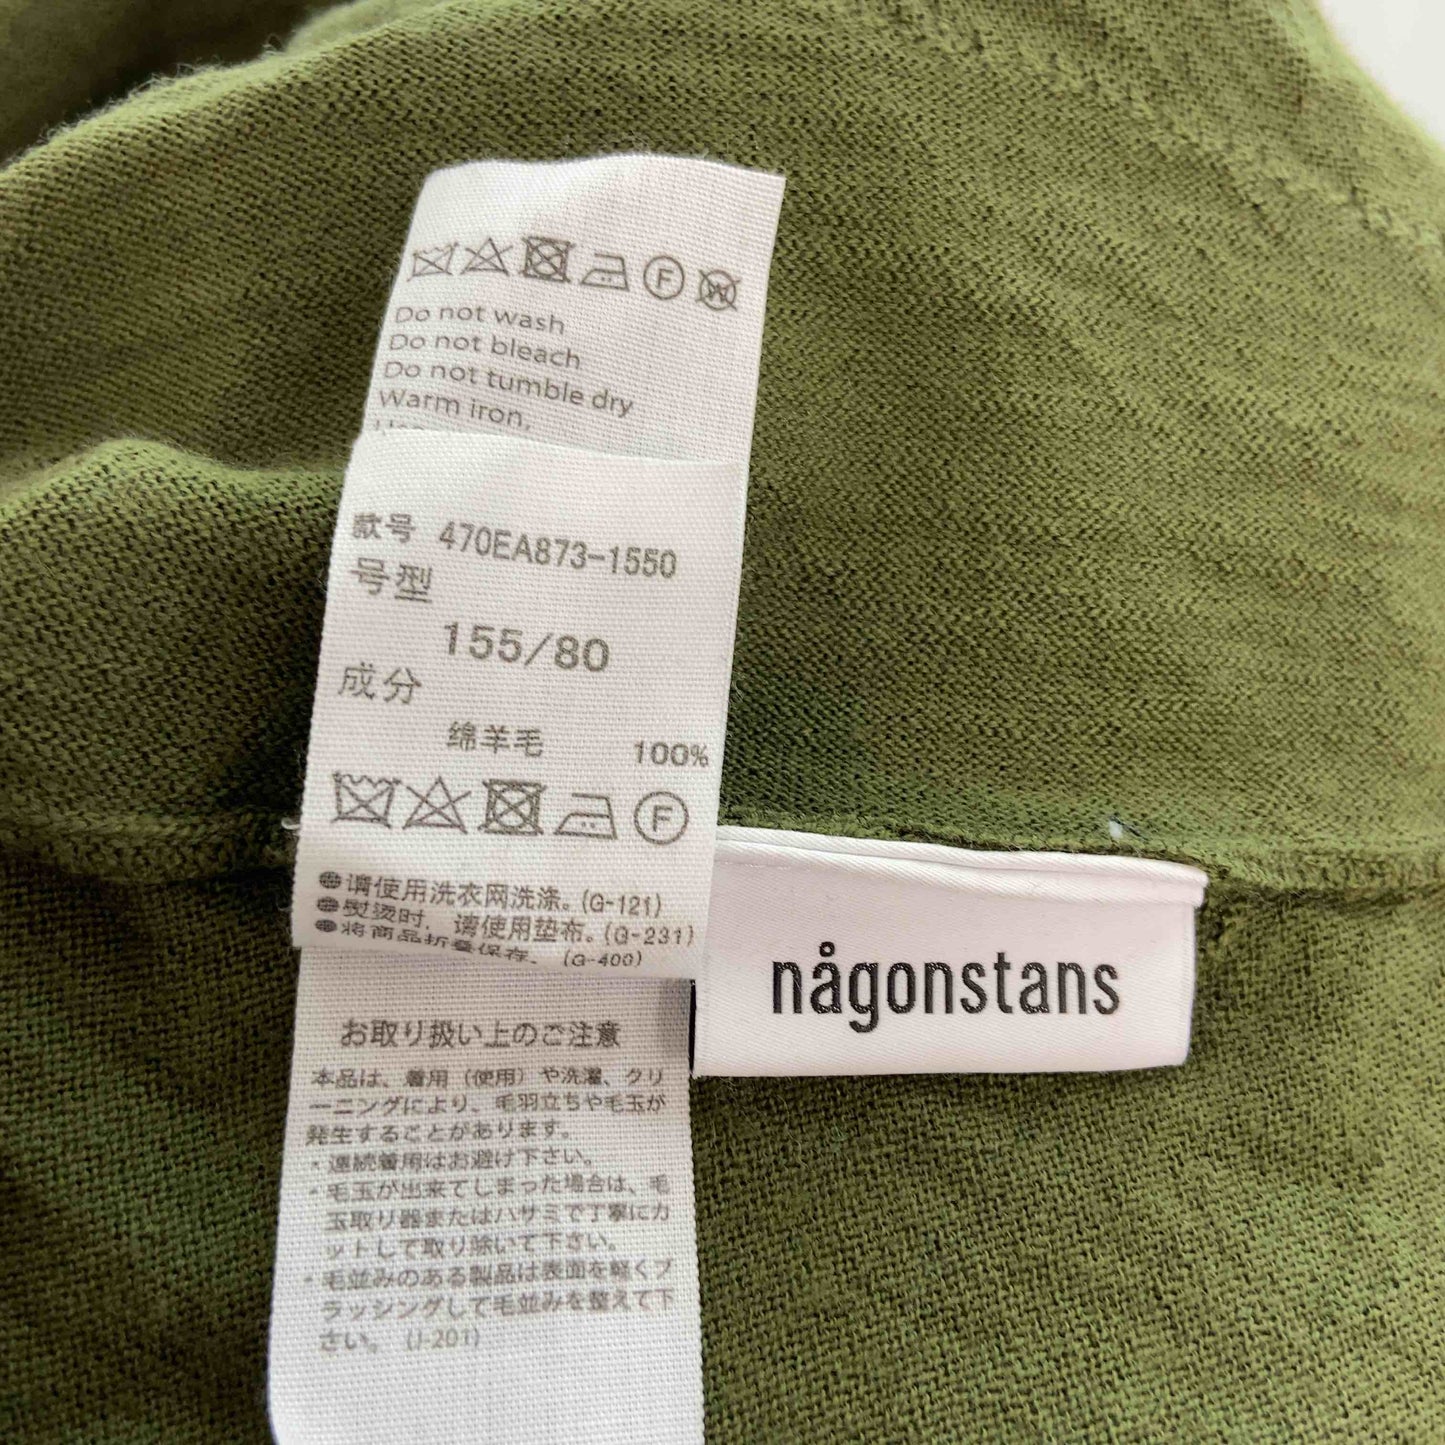 Do not wash
Do not bleach
Do not tumble dry
Warm iron,
款号 470EA873-1550
号型
155/80
成分
绵羊毛 100%
F
请使用洗衣网洗涤。(G-121)
熨烫时，请使用垫布。(G-231)
将商品折叠保存。(G-400)
någonstans
お取り扱い上のご注意
本品は、着用（使用）や洗濯、クリ
ーニングにより、毛羽立ちや毛玉が
発生することがあります。
・連続着用はお避け下さい。
・毛玉が出来てしまった場合は、毛
玉取り器またはハサミで丁寧にカ
ットして取り除いて下さい。
・毛並みのある製品は表面を軽くブ
ラッシングして毛並みを整えて下
さい。 (J-201)